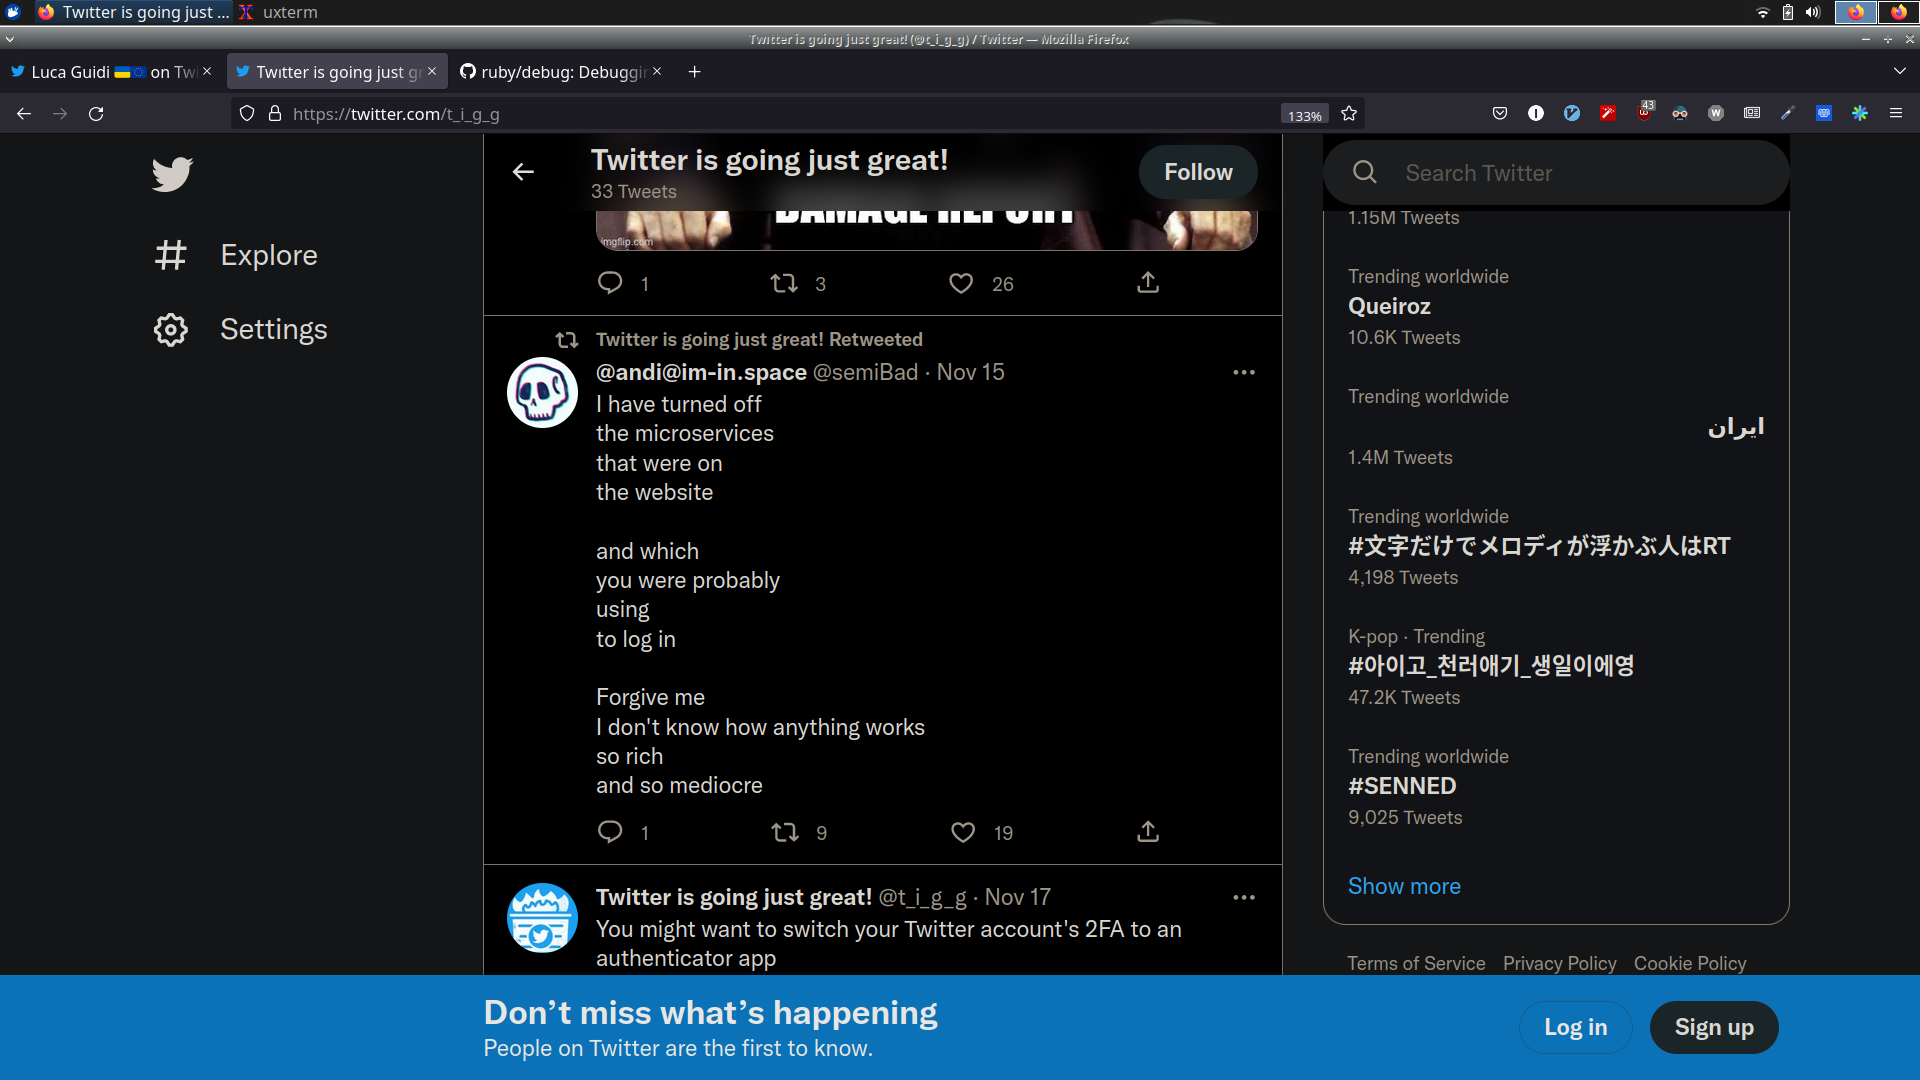 Twitter is going just ...
uxterm
Twitter is going just great! (@t_i_g_g) / Twitter — Mozilla Firefox
Luca Guidi 🇺🇦🇪🇺 on Twi
Twitter is going just gr
ruby/debug: Debuggin
https://twitter.com/t_i_g_g
133%
43
Explore
Settings
Twitter is going just great!
33 Tweets
Follow
DAMAGE REPORT
imgflip.com
1
3
26
Twitter is going just great! Retweeted
@andi@im-in.space @semiBad · Nov 15
I have turned off
the microservices
that were on
the website
and which
you were probably
using
to log in
Forgive me
I don't know how anything works
so rich
and so mediocre
1
9
19
Twitter is going just great! @t_i_g_g · Nov 17
You might want to switch your Twitter account's 2FA to an
authenticator app
Search Twitter
1.15M Tweets
Trending worldwide
Queiroz
10.6K Tweets
Trending worldwide
ایران
1.4M Tweets
Trending worldwide
#文字だけでメロディが浮かぶ人はRT
4,198 Tweets
K-pop · Trending
#아이고_천러애기_생일이에영
47.2K Tweets
Trending worldwide
#SENNED
9,025 Tweets
Show more
Terms of Service Privacy Policy Cookie Policy
Don’t miss what’s happening
People on Twitter are the first to know.
Log in
Sign up